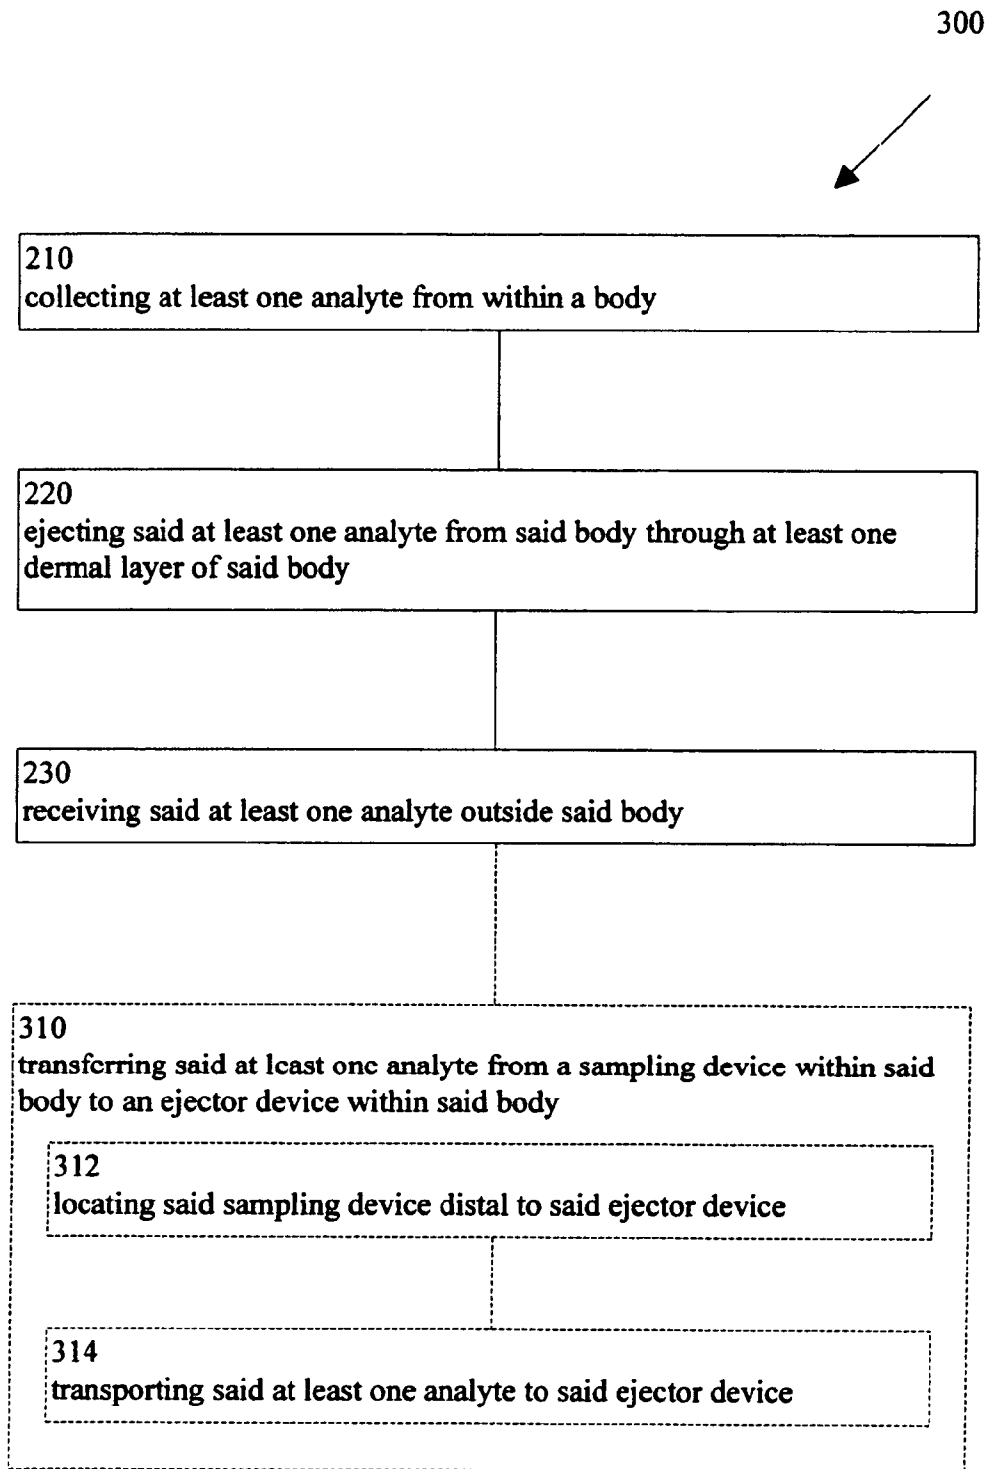 300
210
collecting at least one analyte from within a body
220
ejecting said at least one analyte from said body through at least one
dermal layer of said body
230
receiving said at least one analyte outside said body
310
transferring said at least one analyte from a sampling device within said
body to an ejector device within said body
312
locating said sampling device distal to said ejector device
314
transporting said at least one analyte to said ejector device